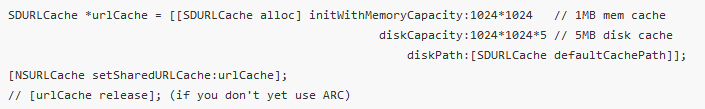 SDURLCache *urlCache = [[SDURLCache alloc] initWithMemoryCapacity:1024*1024   // 1MB mem cache
                                                     diskCapacity:1024*1024*5 // 5MB disk cache
                                                         diskPath:[SDURLCache defaultCachePath]];
[NSURLCache setSharedURLCache:urlCache];
// [urlCache release]; (if you don't yet use ARC)